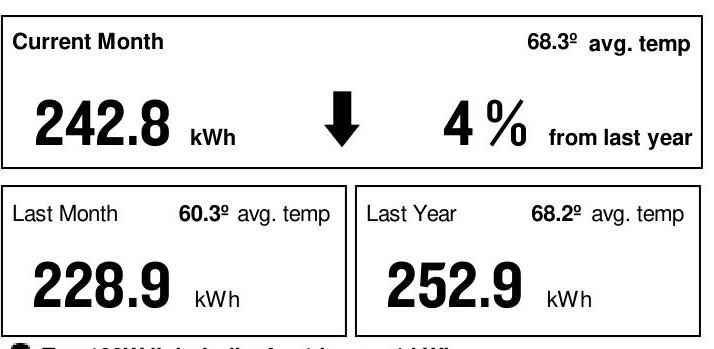 Current Month 68.3º avg. temp
242.8 kWh 4% from last year
Last Month 60.3º avg. temp
228.9 kWh
Last Year 68.2º avg. temp
252.9 kWh